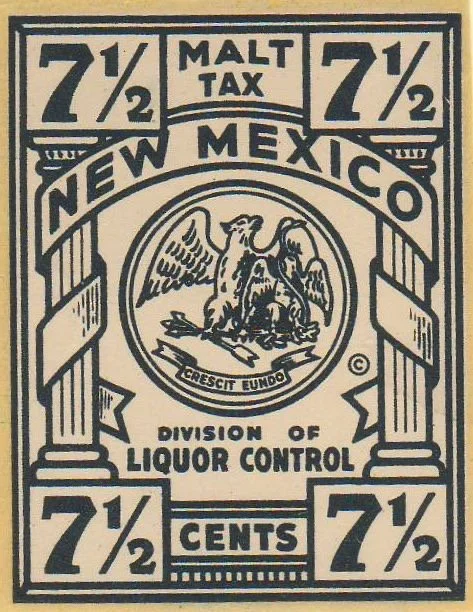 7½ MALT 7½
TAX
NEW MEXICO
CRESCIT EUNDO
©
DIVISION OF
LIQUOR CONTROL
7½ CENTS 7½